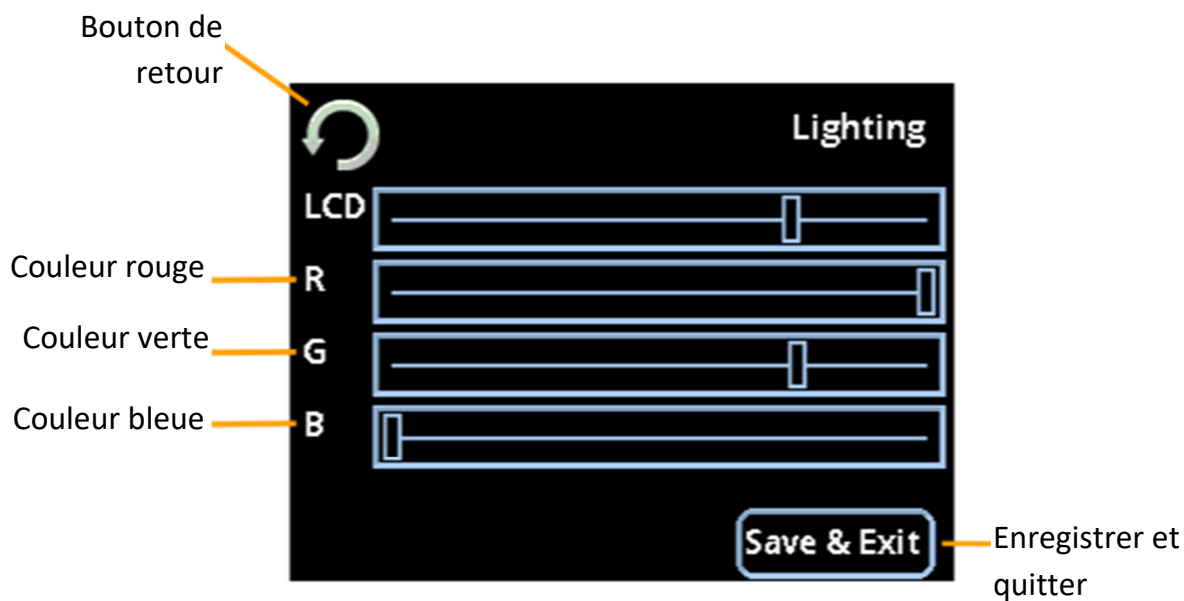 Bouton de
retour
Lighting
LCD
Couleur rouge
R
Couleur verte
G
Couleur bleue
B
Save & Exit
Enregistrer et
quitter